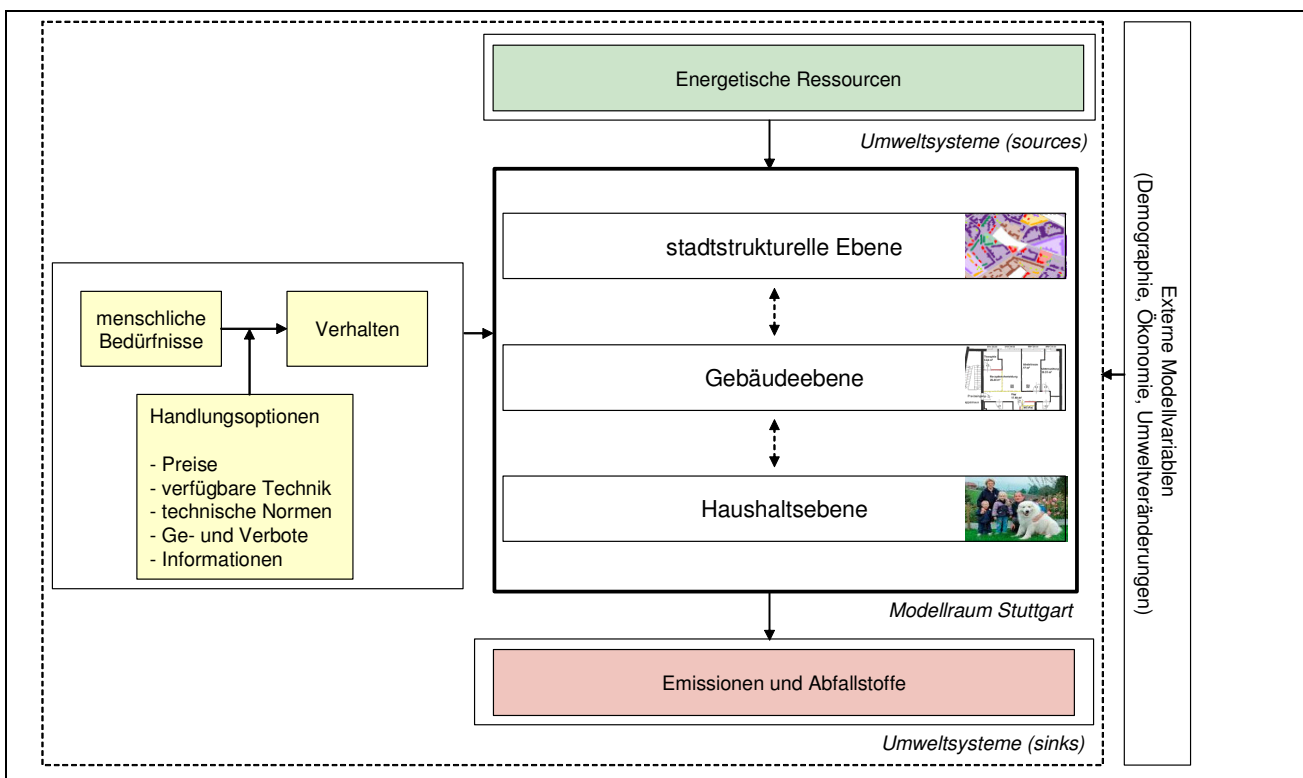 Energetische Ressourcen
Umweltsysteme (sources)
stadtstrukturelle Ebene
Gebäudeebene
Haushaltsebene
Modellraum Stuttgart
menschliche
Bedürfnisse
Verhalten
Handlungsoptionen
- Preise
- verfügbare Technik
- technische Normen
- Ge- und Verbote
- Informationen
Emissionen und Abfallstoffe
Umweltsysteme (sinks)
Externe Modellvariablen
(Demographie, Ökonomie, Umweltveränderungen)